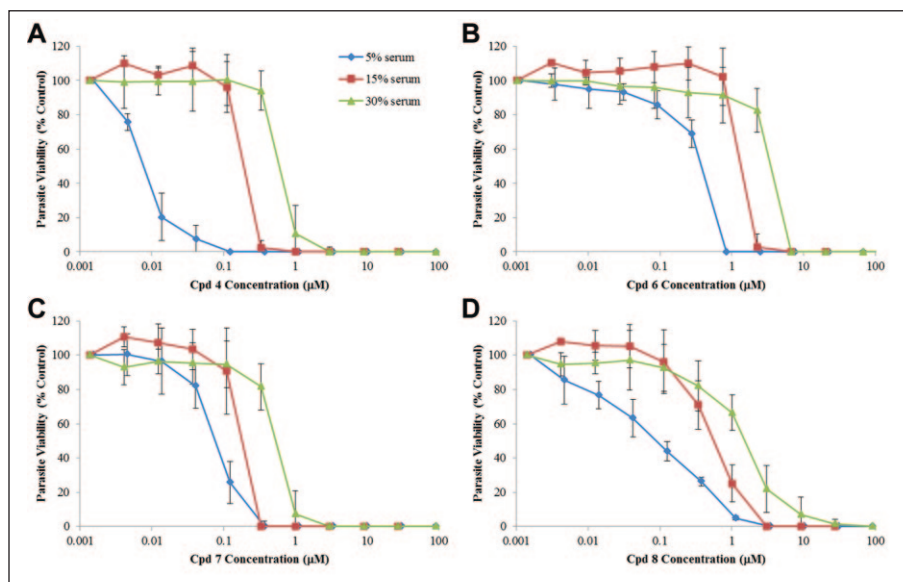 A
120
100
80
60
40
20
0
Parasite Viability (% Control)
0.001 0.01 0.1 1 10 100
Cpd 4 Concentration (µM)
5% serum
15% serum
30% serum
B
120
100
80
60
40
20
0
Parasite Viability (% Control)
0.001 0.01 0.1 1 10 100
Cpd 6 Concentration (µM)
C
120
100
80
60
40
20
0
Parasite Viability (% Control)
0.001 0.01 0.1 1 10 100
Cpd 7 Concentration (µM)
D
120
100
80
60
40
20
0
Parasite Viability (% Control)
0.001 0.01 0.1 1 10 100
Cpd 8 Concentration (µM)